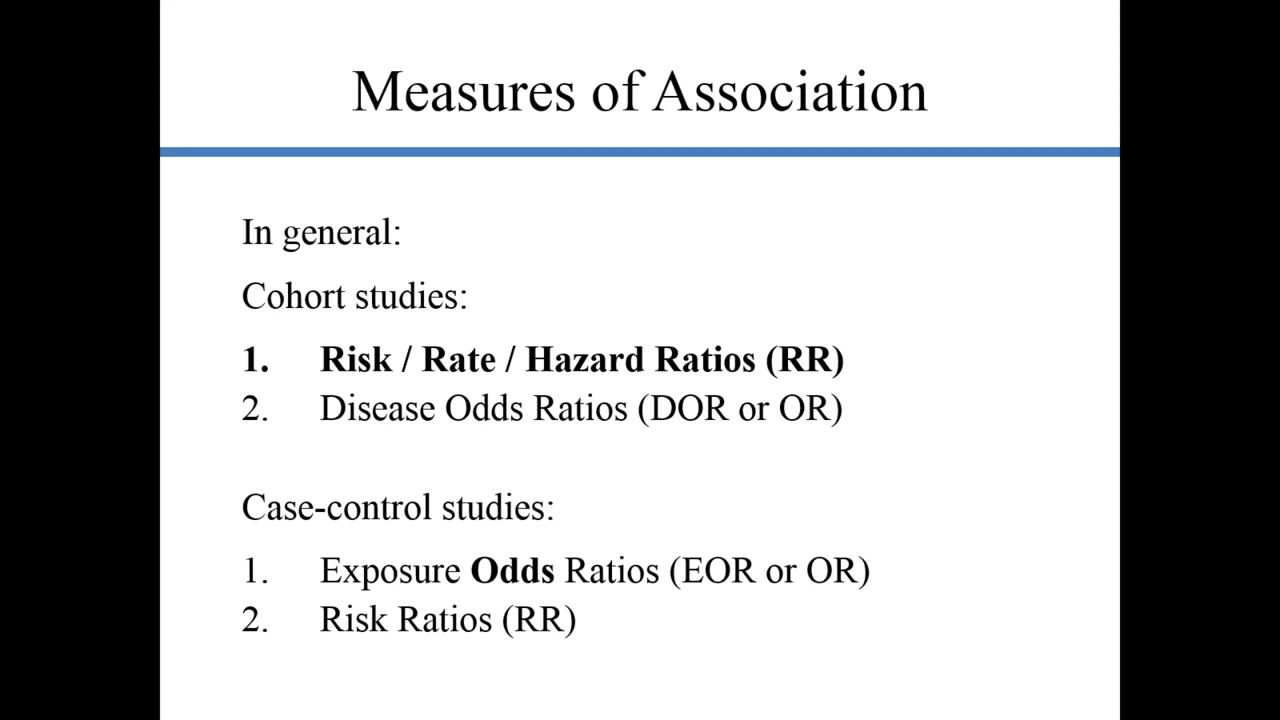 Measures of Association
In general:
Cohort studies:
1. Risk / Rate / Hazard Ratios (RR)
2. Disease Odds Ratios (DOR or OR)
Case-control studies:
1. Exposure Odds Ratios (EOR or OR)
2. Risk Ratios (RR)